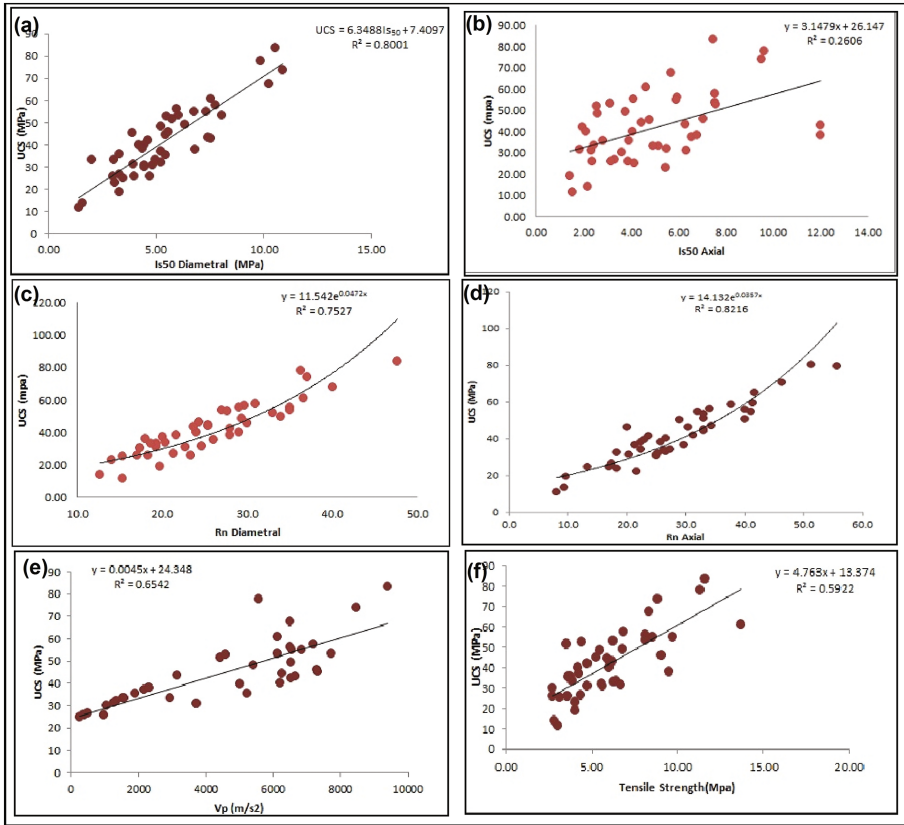 (a)
UCS = 6.3488Is₅₀ + 7.4097
R² = 0.8001
90
80
70
60
50
40
30
20
10
0
UCS (MPa)
0.00 5.00 10.00 15.00
Is50 Diametral (MPa)
(b)
y = 3.1479x + 26.147
R² = 0.2606
90.00
80.00
70.00
60.00
50.00
40.00
30.00
20.00
10.00
0.00
UCS (mpa)
0.00 2.00 4.00 6.00 8.00 10.00 12.00 14.00
Is50 Axial
(c)
y = 11.542e^0.0472x
R² = 0.7527
120.00
100.00
80.00
60.00
40.00
20.00
0.00
UCS (mpa)
10.0 20.0 30.0 40.0 50.0
Rn Diametral
(d)
y = 14.132e^0.0357x
R² = 0.8216
120
100
80
60
40
20
0
UCS (MPa)
0.0 10.0 20.0 30.0 40.0 50.0 60.0
Rn Axial
(e)
y = 0.0045x + 24.348
R² = 0.6542
90
80
70
60
50
40
30
20
10
0
UCS (MPa)
0 2000 4000 6000 8000 10000
Vp (m/s2)
(f)
y = 4.763x + 13.374
R² = 0.5922
90
80
70
60
50
40
30
20
10
0
UCS (MPa)
0.00 5.00 10.00 15.00 20.00
Tensile Strength(Mpa)